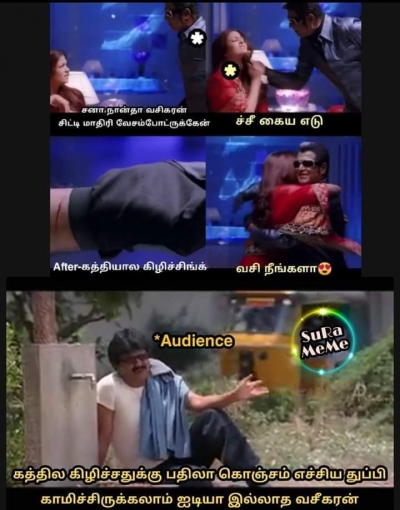 சனா,நான்தா வசிகரன்
சிட்டி மாதிரி வேசம்போட்ருக்கேன்
ச்சீ கைய எடு
After-கத்தியால கிழிச்சிங்க்
வசி நீங்களா😍
*Audience
SuRa
MeMe
கத்தில கிழிச்சதுக்கு பதிலா கொஞ்சம் எச்சிய துப்பி
காமிச்சிருக்கலாம் ஐடியா இல்லாத வசீகரன்